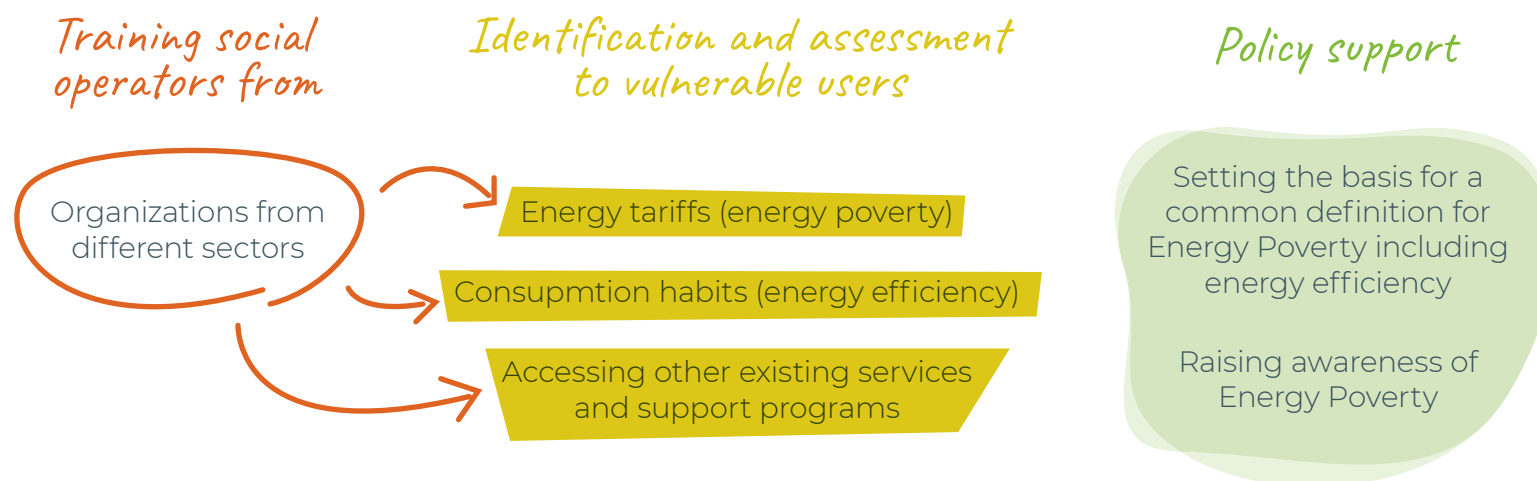 Training social
operators from
Organizations from
different sectors
Identification and assessment
to vulnerable users
Energy tariffs (energy poverty)
Consupmtion habits (energy efficiency)
Accessing other existing services
and support programs
Policy support
Setting the basis for a
common definition for
Energy Poverty including
energy efficiency
Raising awareness of
Energy Poverty